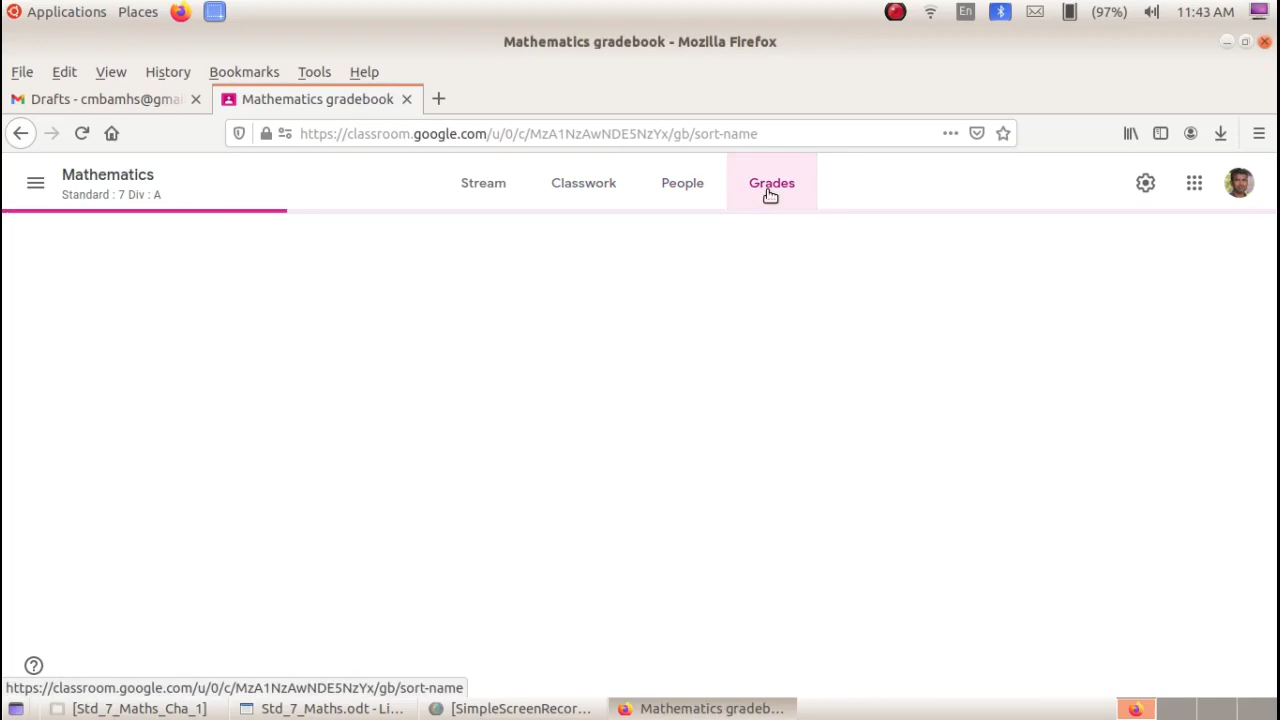 Applications Places En (97%) 11:43 AM
Mathematics gradebook - Mozilla Firefox
File Edit View History Bookmarks Tools Help
Drafts - cmbamhs@gmai Mathematics gradebook
https://classroom.google.com/u/0/c/MzA1NzAwNDE5NzYx/gb/sort-name
Mathematics
Standard : 7 Div : A
Stream Classwork People Grades
https://classroom.google.com/u/0/c/MzA1NzAwNDE5NzYx/gb/sort-name
[Std_7_Maths_Cha_1] Std_7_Maths.odt - Li... [SimpleScreenRecor... Mathematics gradeb...